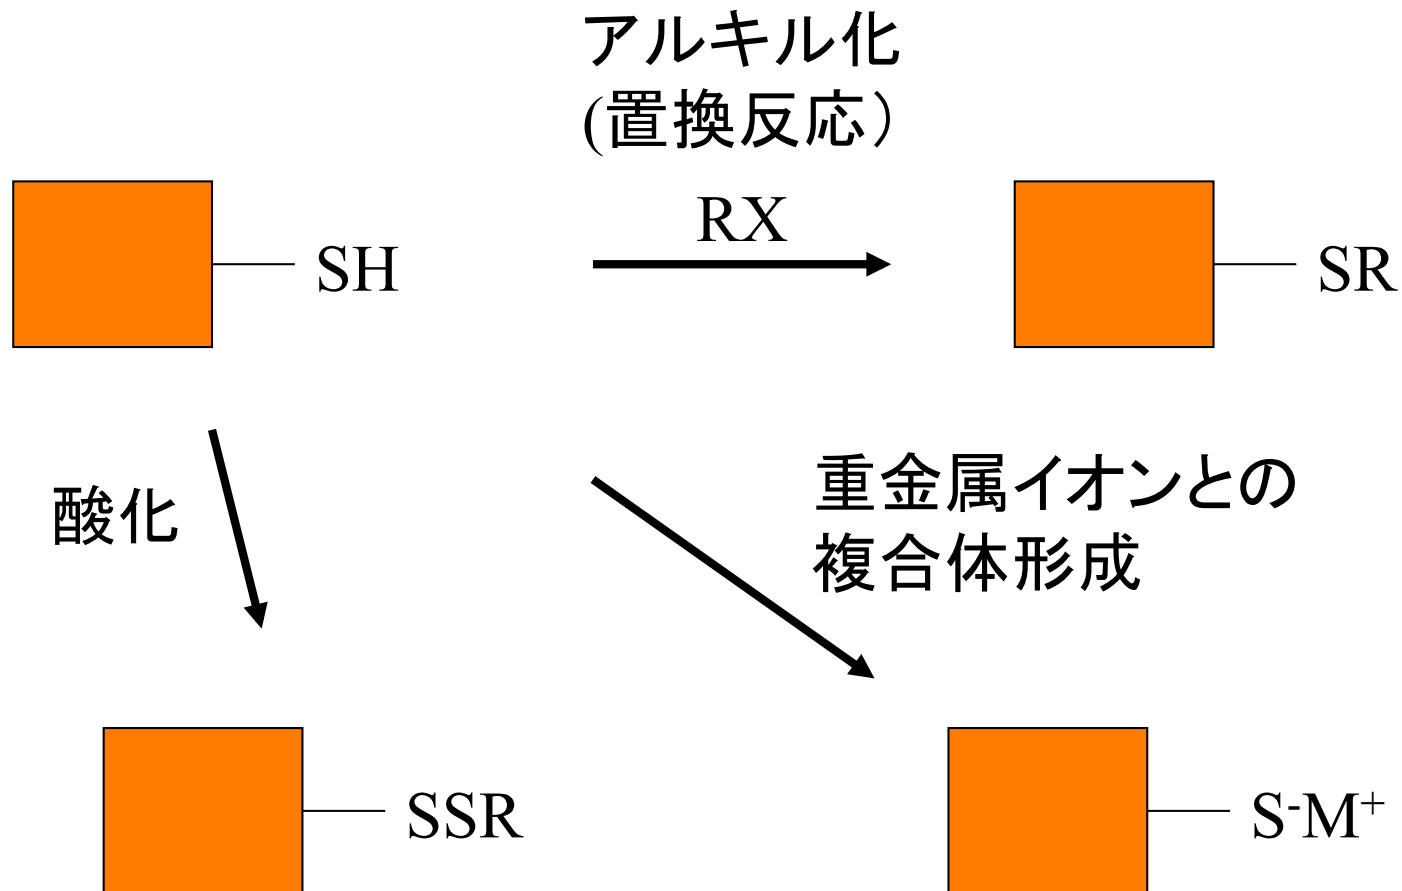 アルキル化
(置換反応）
RX
SH
SR
酸化
重金属イオンとの
複合体形成
SSR
S⁻M⁺